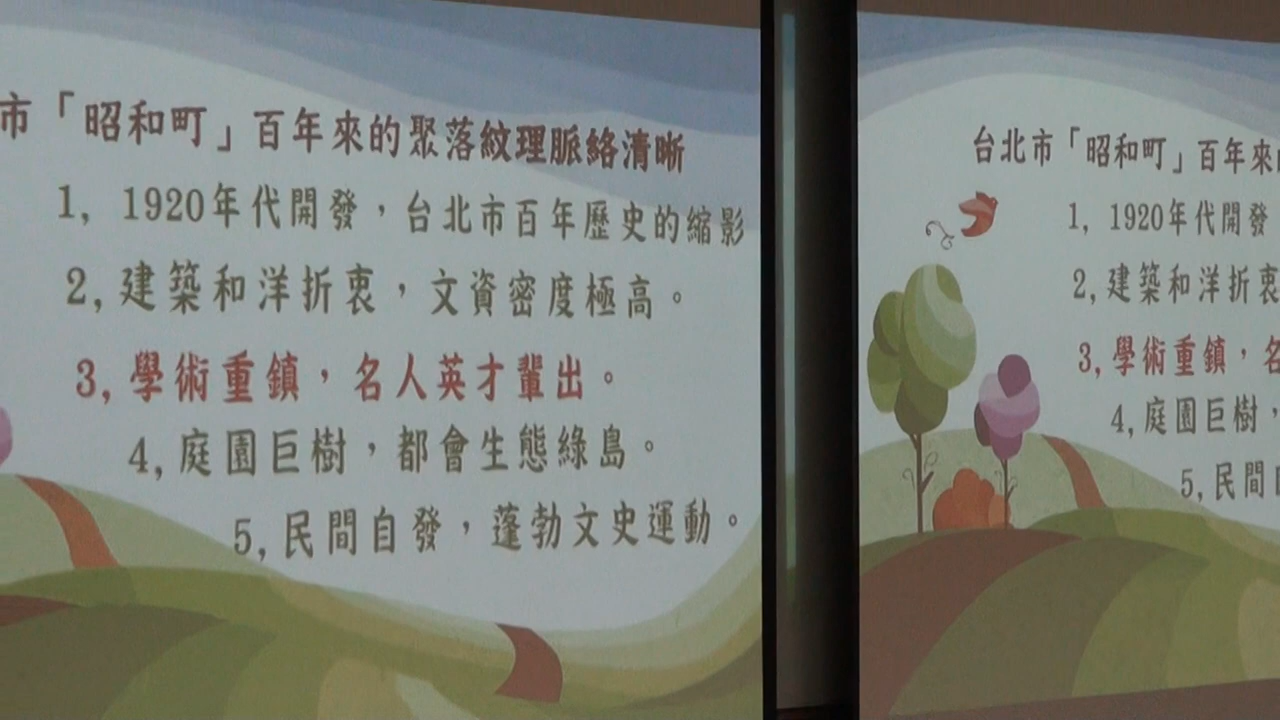 市「昭和町」百年來的聚落紋理脈絡清晰
1, 1920年代開發，台北市百年歷史的縮影
2,建築和洋折衷，文資密度極高。
3,學術重鎮，名人英才輩出。
4,庭園巨樹，都會生態綠島。
5,民間自發，蓬勃文史運動。
台北市「昭和町」百年來
1, 1920年代開發
2,建築和洋折衷
3,學術重鎮，名
4,庭園巨樹，
5,民間